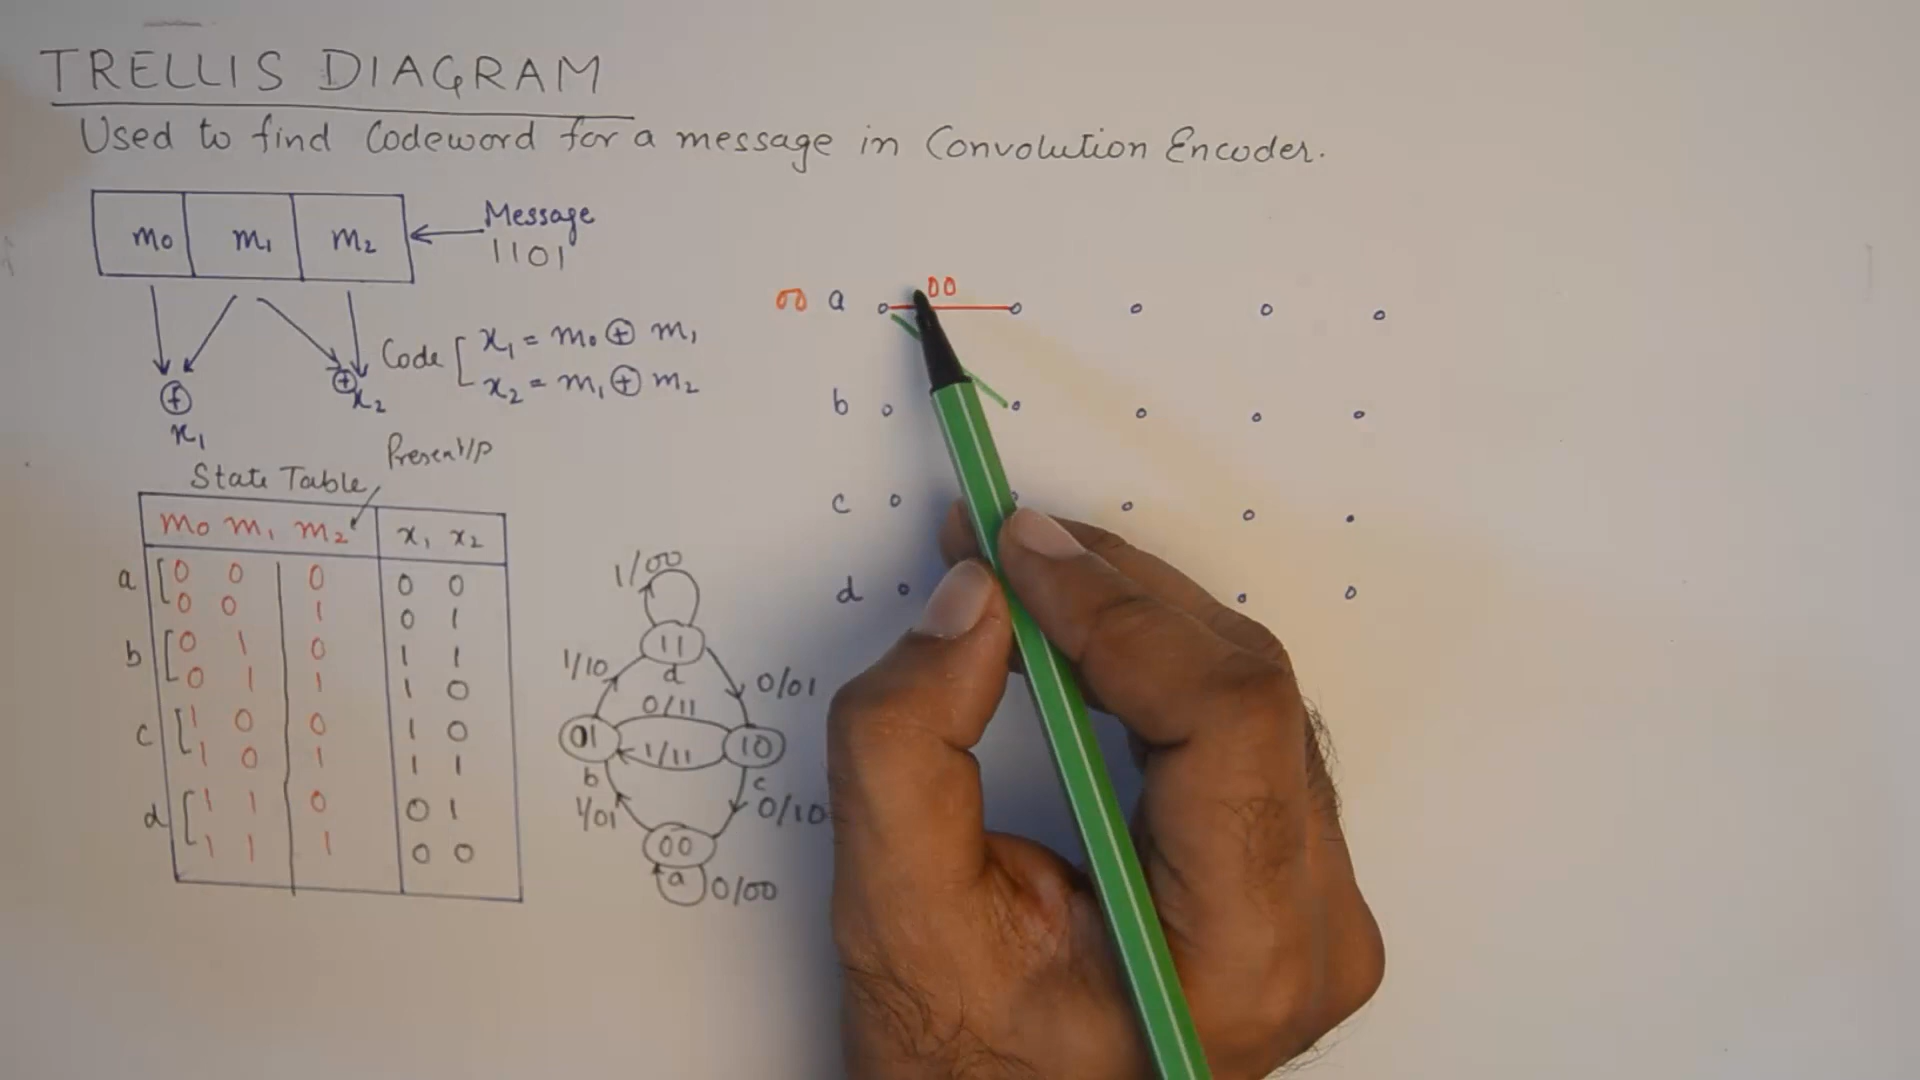 TRELLIS DIAGRAM
Used to find Codeword for a message in Convolution Encoder.
m0 m1 m2
Message
1101
Code [ x1 = m0 ⊕ m1
x2 = m1 ⊕ m2
⊕ x1
⊕ x2
State Table
Present i/p
m0 m1 m2 x1 x2
a [ 0 0 0 0 0
0 0 1 0 1
b [ 0 1 0 1 1
0 1 1 1 0
c [ 1 0 0 1 0
1 0 1 1 1
d [ 1 1 0 0 1
1 1 1 0 0
1/00
11
d
1/10
0/01
0/11
01
10
1/11
b
c
1/01
0/10
00
a
0/00
00 a
00
b
c
d